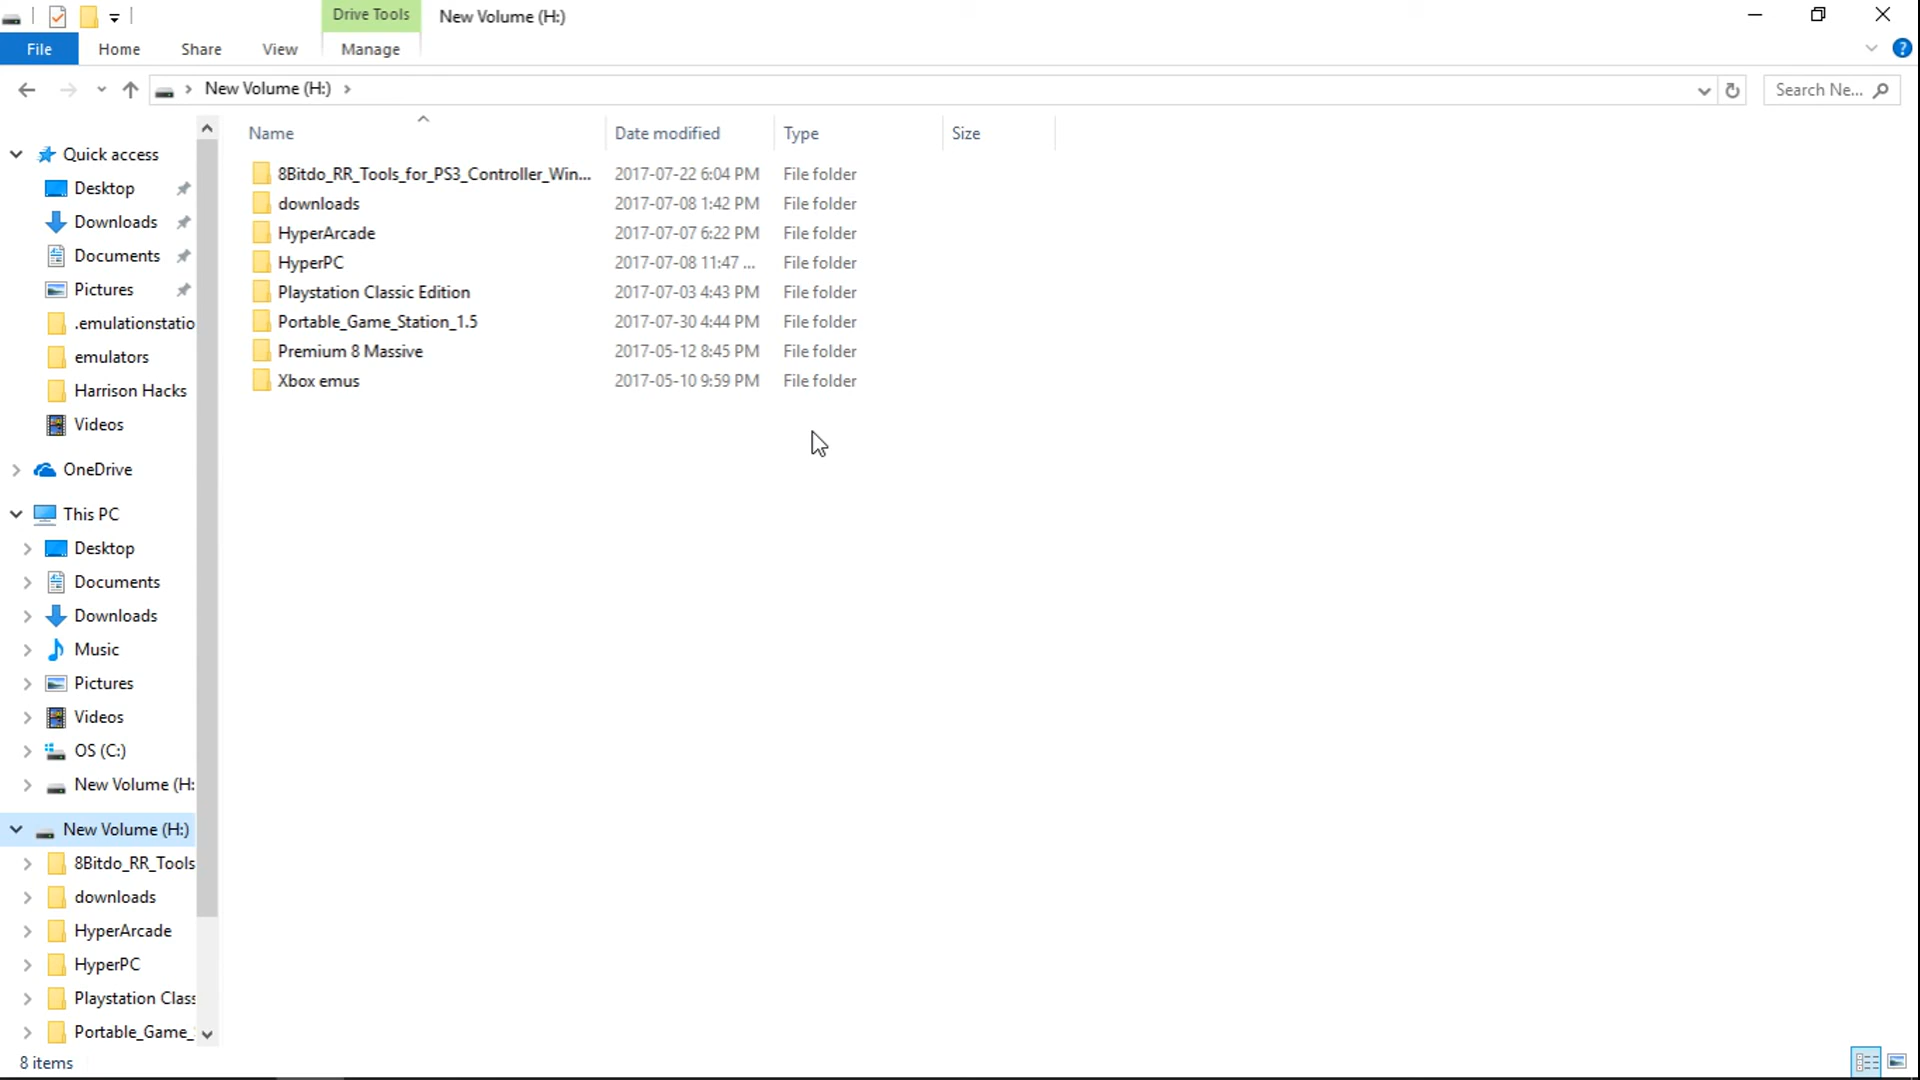 Drive Tools New Volume (H:)
File Home Share View Manage
New Volume (H:) Search Ne...
Name Date modified Type Size
8Bitdo_RR_Tools_for_PS3_Controller_Win... 2017-07-22 6:04 PM File folder
downloads 2017-07-08 1:42 PM File folder
HyperArcade 2017-07-07 6:22 PM File folder
HyperPC 2017-07-08 11:47 ... File folder
Playstation Classic Edition 2017-07-03 4:43 PM File folder
Portable_Game_Station_1.5 2017-07-30 4:44 PM File folder
Premium 8 Massive 2017-05-12 8:45 PM File folder
Xbox emus 2017-05-10 9:59 PM File folder
Quick access
Desktop
Downloads
Documents
Pictures
.emulationstatio
emulators
Harrison Hacks
Videos
OneDrive
This PC
Desktop
Documents
Downloads
Music
Pictures
Videos
OS (C:)
New Volume (H:
New Volume (H:)
8Bitdo_RR_Tools
downloads
HyperArcade
HyperPC
Playstation Class
Portable_Game_
8 items